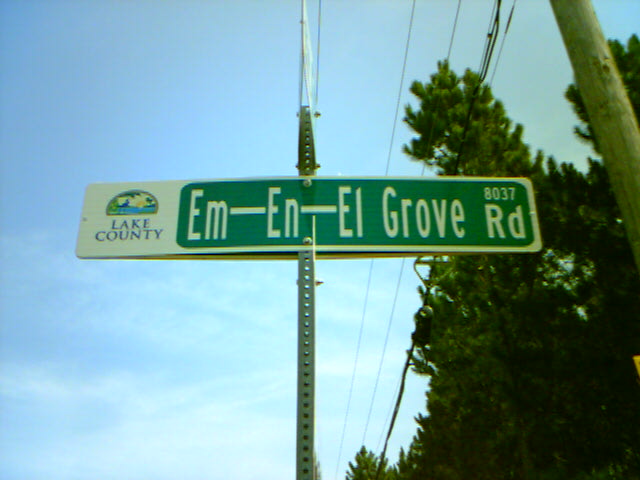 LAKE
COUNTY
Em-En-El Grove Rd
8037